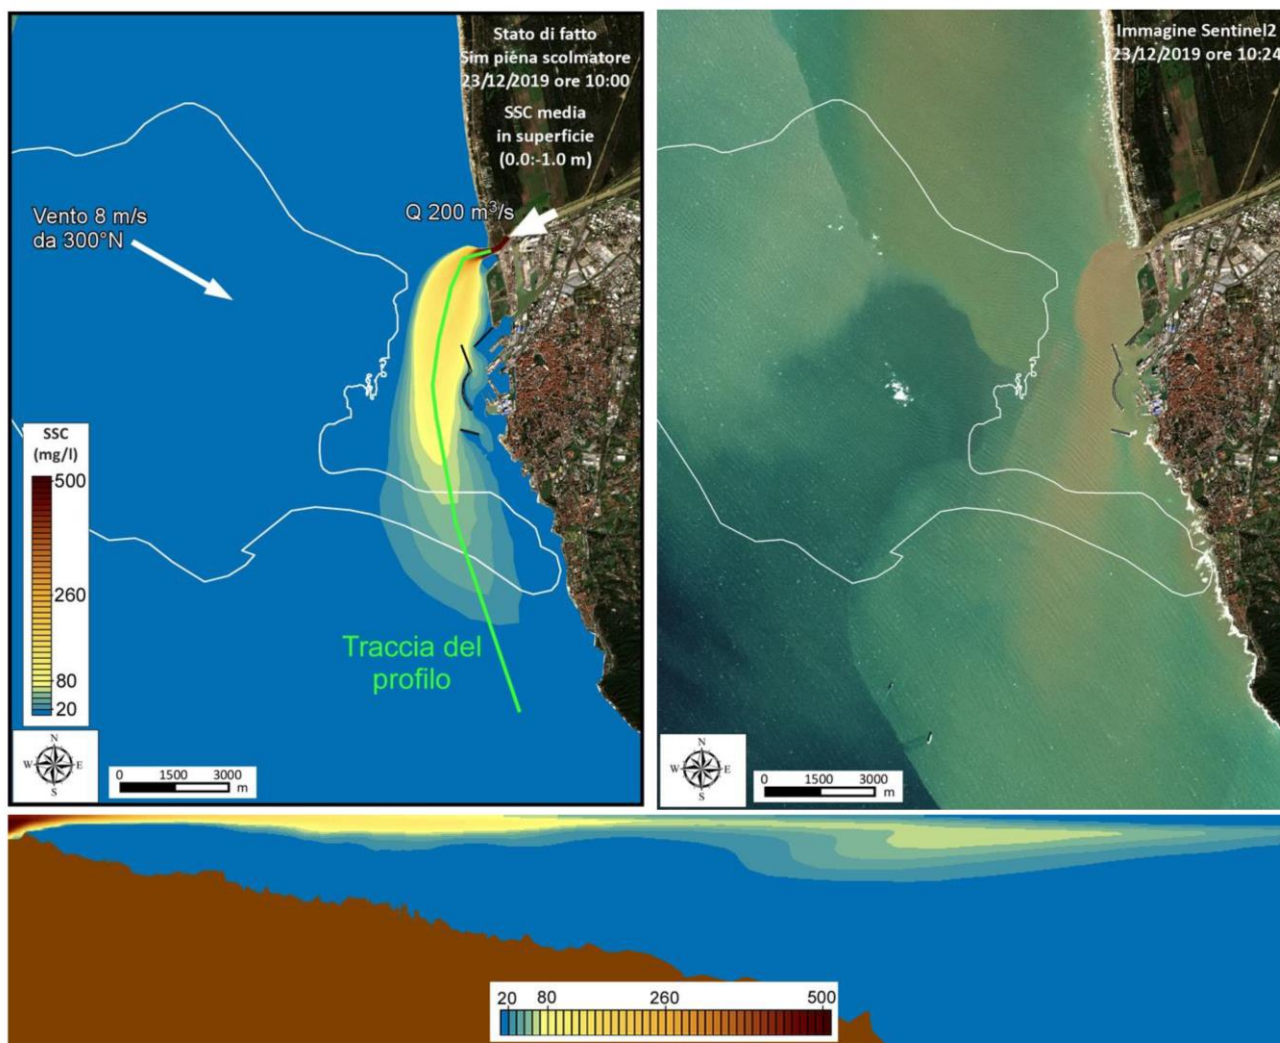 Stato di fatto
Sim piena scolmatore
23/12/2019 ore 10:00
SSC media
in superficie
(0.0:-1.0 m)
Q 200 m³/s
Vento 8 m/s
da 300°N
SSC
(mg/l)
500
260
80
20
Traccia del
profilo
N
W E
S
0 1500 3000
m
Immagine Sentinel2
23/12/2019 ore 10:24
N
W E
S
0 1500 3000
m
20 80 260 500